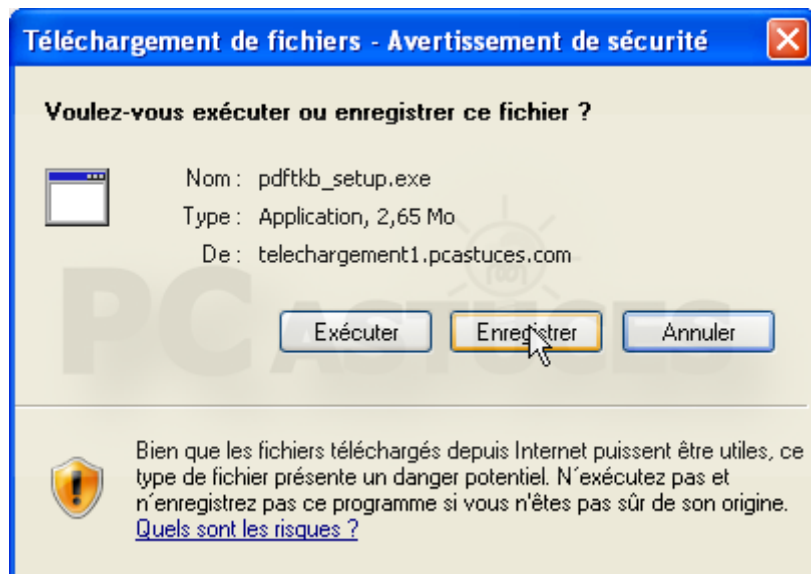 Téléchargement de fichiers - Avertissement de sécurité
Voulez-vous exécuter ou enregistrer ce fichier ?
Nom : pdftkb_setup.exe
Type : Application, 2,65 Mo
De : telechargement1.pcastuces.com
PC ASTUCES
Exécuter Enregistrer Annuler
Bien que les fichiers téléchargés depuis Internet puissent être utiles, ce
type de fichier présente un danger potentiel. N´exécutez pas et
n´enregistrez pas ce programme si vous n'êtes pas sûr de son origine.
Quels sont les risques ?